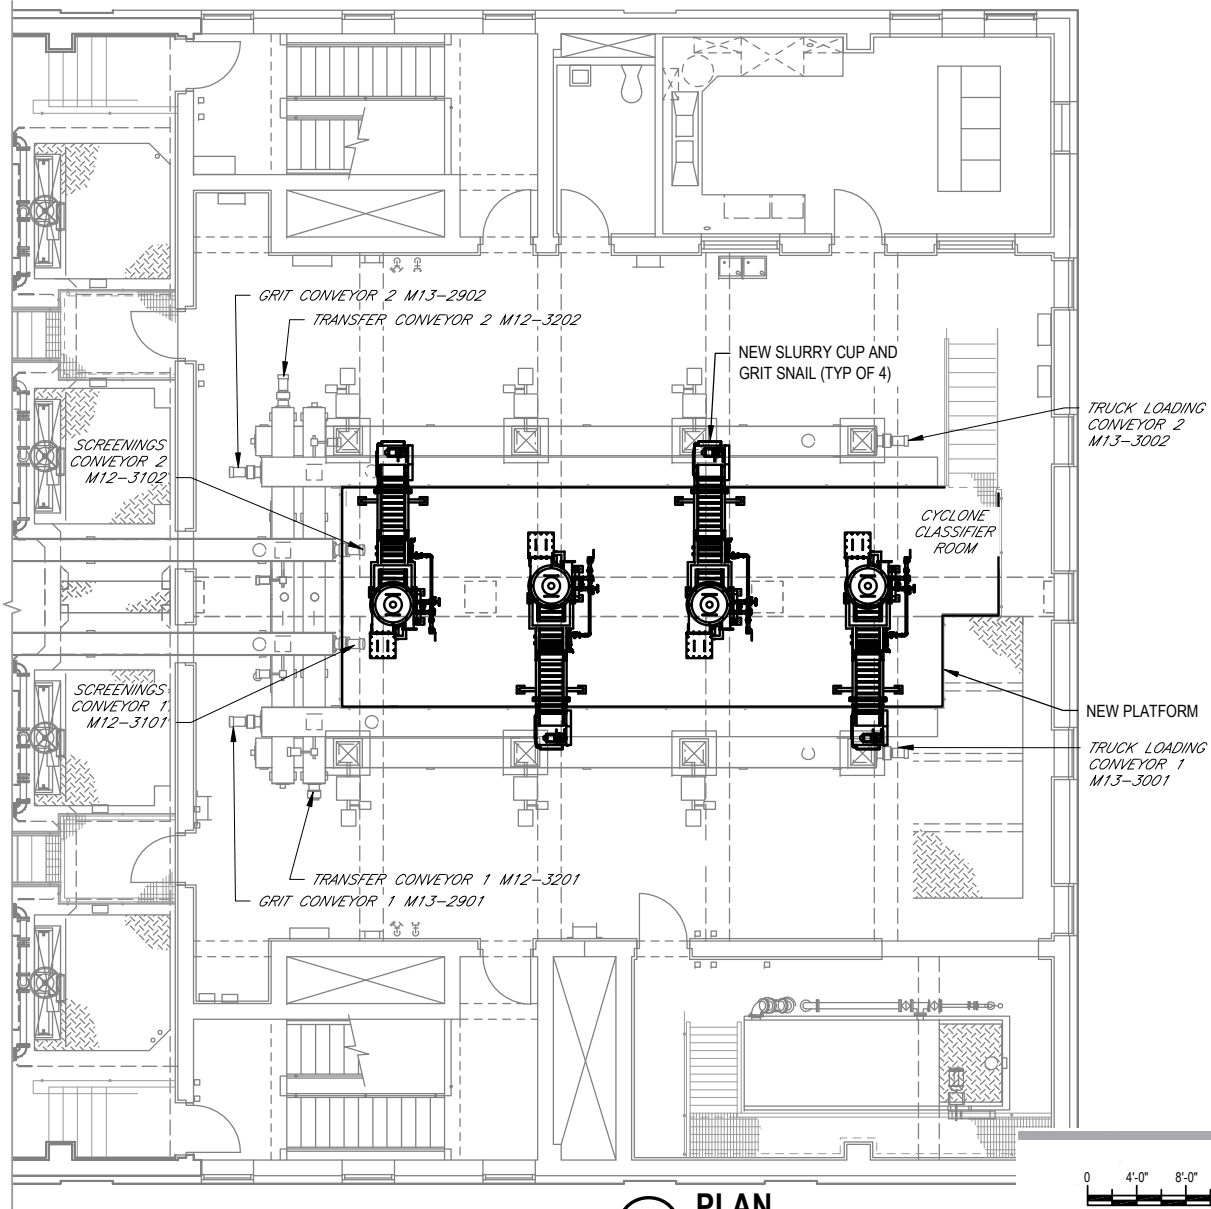 GRIT CONVEYOR 2 M13-2902
TRANSFER CONVEYOR 2 M12-3202
NEW SLURRY CUP AND
GRIT SNAIL (TYP OF 4)
TRUCK LOADING
CONVEYOR 2
M13-3002
SCREENINGS
CONVEYOR 2
M12-3102
CYCLONE
CLASSIFIER
ROOM
SCREENINGS
CONVEYOR 1
M12-3101
NEW PLATFORM
TRUCK LOADING
CONVEYOR 1
M13-3001
TRANSFER CONVEYOR 1 M12-3201
GRIT CONVEYOR 1 M13-2901
0 4'-0" 8'-0"
PLAN